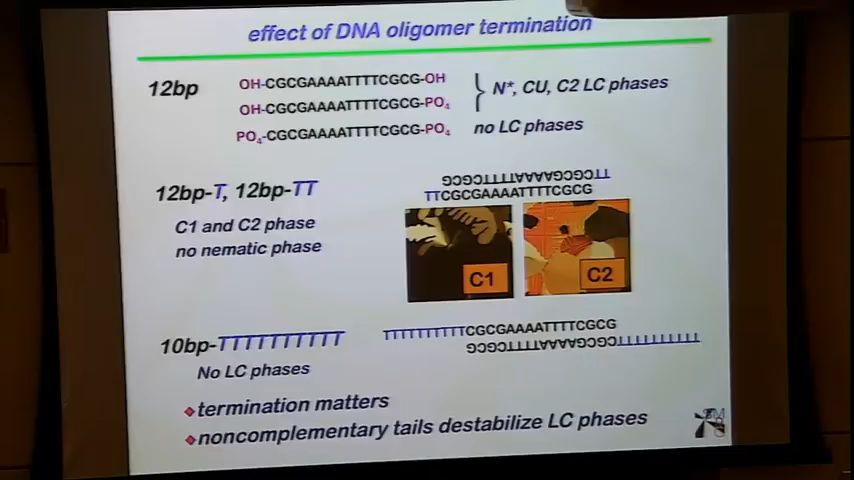 effect of DNA oligomer termination
12bp
OH-CGCGAAAATTTTCGCG-OH
OH-CGCGAAAATTTTCGCG-PO4
PO4-CGCGAAAATTTTCGCG-PO4
} N*, CU, C2 LC phases
no LC phases
12bp-T, 12bp-TT
C1 and C2 phase
no nematic phase
GCGCTTTTAAAAGCGCTT
TTCGCGAAAATTTTCGCG
C1
C2
10bp-TTTTTTTTTT
No LC phases
TTTTTTTTTTCGCGAAAATTTTCGCG
GCGCTTTTAAAAGCGCTTTTTTTTTT
termination matters
noncomplementary tails destabilize LC phases